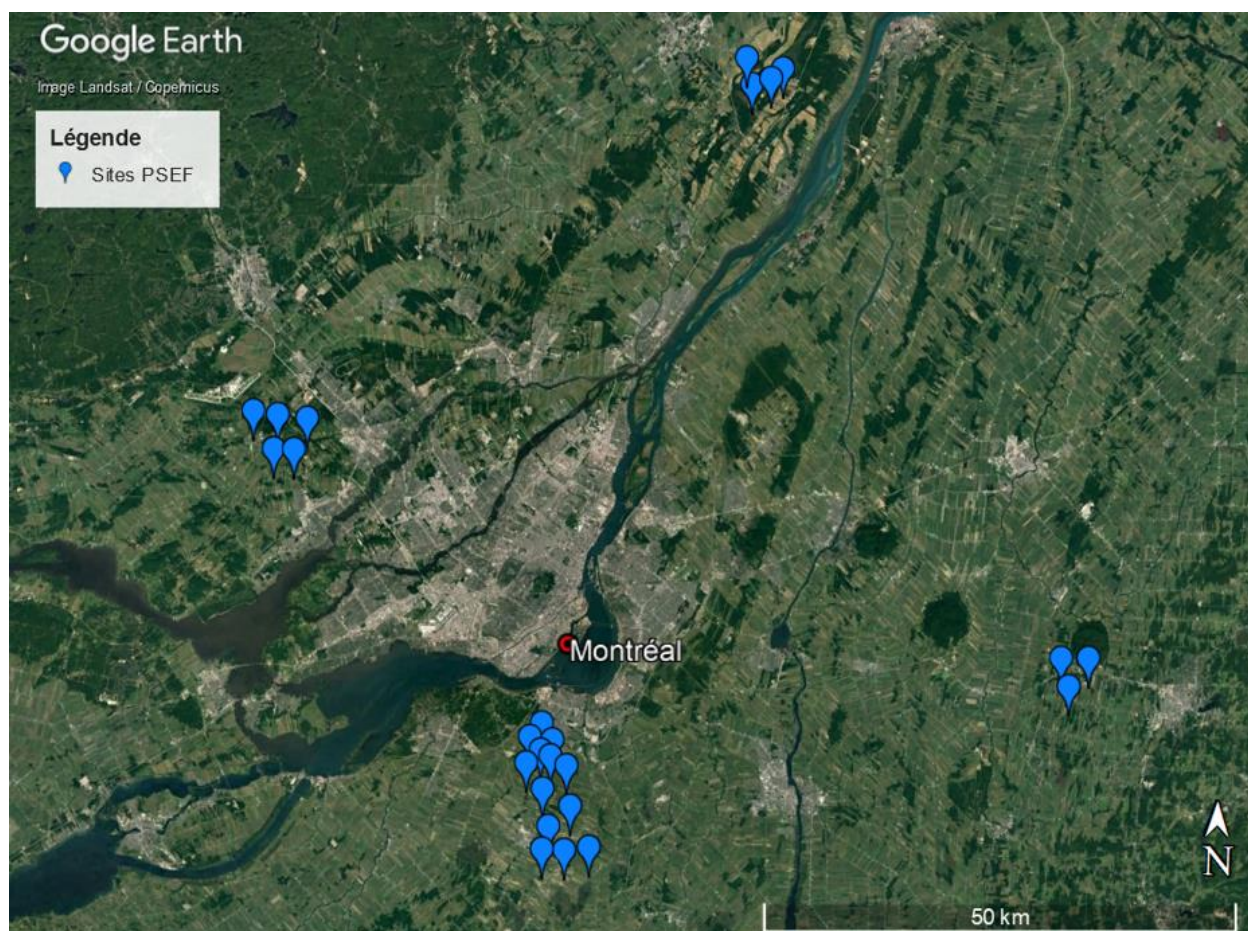 Google Earth
Image Landsat / Copernicus
Légende
Sites PSEF
Montréal
N
50 km